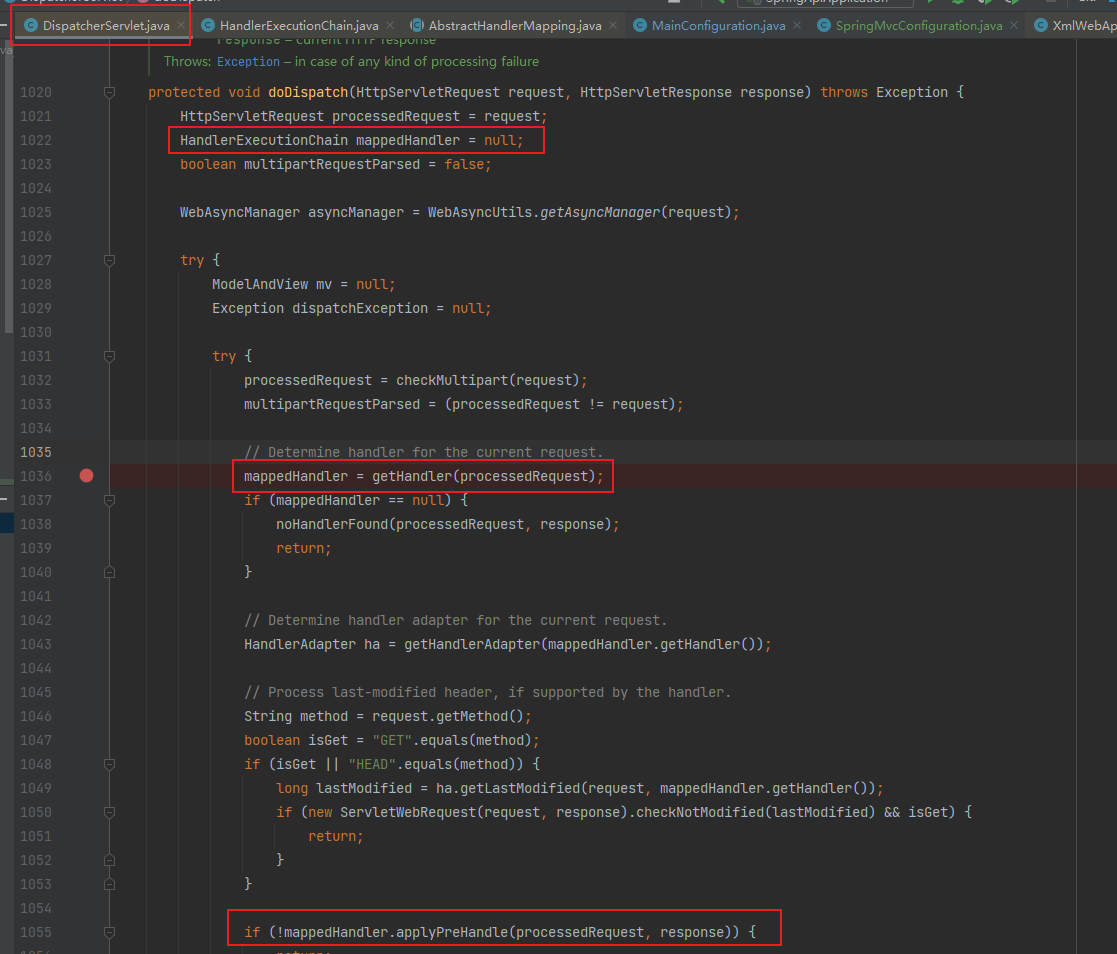 DispatcherServlet.java × HandlerExecutionChain.java × AbstractHandlerMapping.java × MainConfiguration.java × SpringMvcConfiguration.java × XmlWebAp
response – current HTTP response
Throws: Exception – in case of any kind of processing failure
1020 protected void doDispatch(HttpServletRequest request, HttpServletResponse response) throws Exception {
1021 HttpServletRequest processedRequest = request;
1022 HandlerExecutionChain mappedHandler = null;
1023 boolean multipartRequestParsed = false;
1024
1025 WebAsyncManager asyncManager = WebAsyncUtils.getAsyncManager(request);
1026
1027 try {
1028 ModelAndView mv = null;
1029 Exception dispatchException = null;
1030
1031 try {
1032 processedRequest = checkMultipart(request);
1033 multipartRequestParsed = (processedRequest != request);
1034
1035 // Determine handler for the current request.
1036 mappedHandler = getHandler(processedRequest);
1037 if (mappedHandler == null) {
1038 noHandlerFound(processedRequest, response);
1039 return;
1040 }
1041
1042 // Determine handler adapter for the current request.
1043 HandlerAdapter ha = getHandlerAdapter(mappedHandler.getHandler());
1044
1045 // Process last-modified header, if supported by the handler.
1046 String method = request.getMethod();
1047 boolean isGet = "GET".equals(method);
1048 if (isGet || "HEAD".equals(method)) {
1049 long lastModified = ha.getLastModified(request, mappedHandler.getHandler());
1050 if (new ServletWebRequest(request, response).checkNotModified(lastModified) && isGet) {
1051 return;
1052 }
1053 }
1054
1055 if (!mappedHandler.applyPreHandle(processedRequest, response)) {